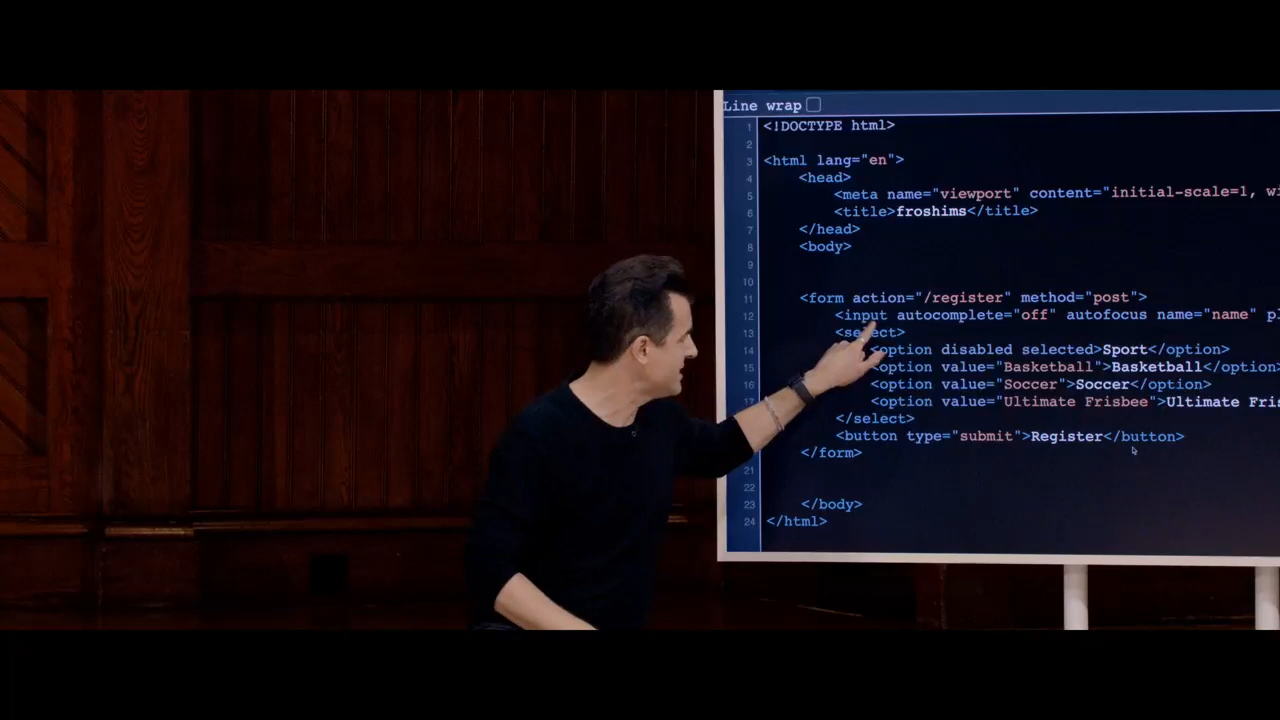 Line wrap
1 <!DOCTYPE html>
2
3 <html lang="en">
4 <head>
5 <meta name="viewport" content="initial-scale=1,
6 <title>froshims</title>
7 </head>
8 <body>
9
10
11 <form action="/register" method="post">
12 <input autocomplete="off" autofocus name="name"
13 <select>
14 <option disabled selected>Sport</option>
15 <option value="Basketball">Basketball</option>
16 <option value="Soccer">Soccer</option>
17 <option value="Ultimate Frisbee">Ultimate
</select>
<button type="submit">Register</button>
</form>
21
22
23 </body>
24 </html>